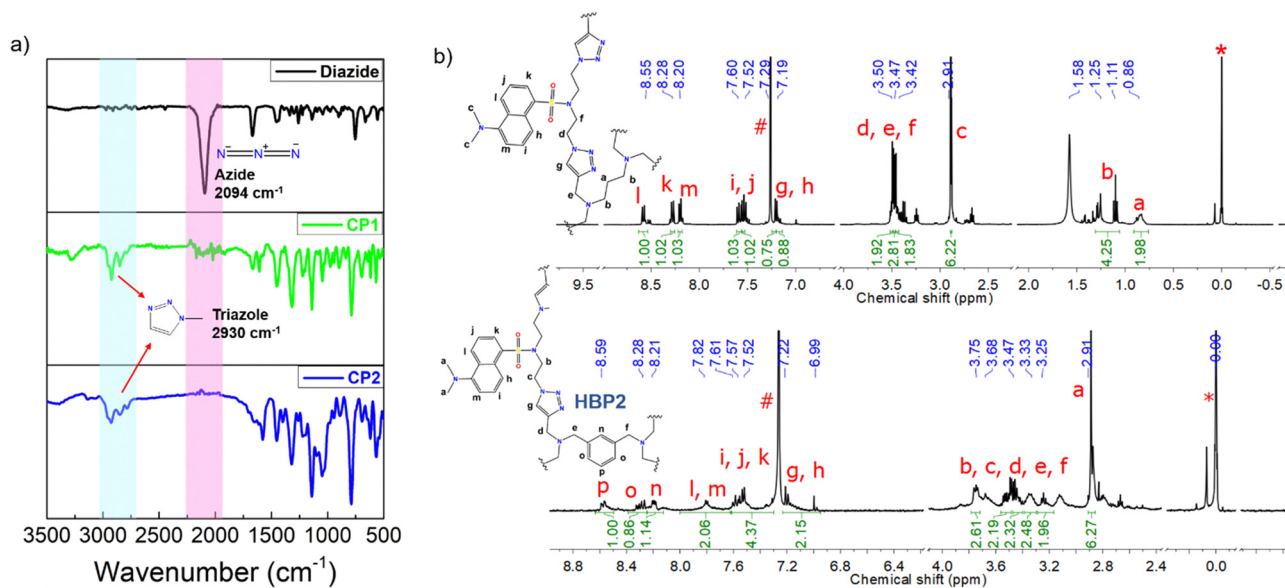 a)
Diazide
N=N=N
Azide
2094 cm-1
CP1
Triazole
2930 cm-1
CP2
3500 3000 2500 2000 1500 1000 500
Wavenumber (cm-1)
b)
8.55 8.28 8.20 7.60 7.52 7.29 7.19 3.50 3.47 3.42 2.91 1.58 1.25 1.11 0.86
*
#
d, e, f
c
l k m i, j g, h b a
1.00 1.02 1.03 1.03 1.02 0.75 0.88 1.92 2.81 1.83 6.22 4.25 1.98
9.5 9.0 8.5 8.0 7.5 7.0 4.0 3.5 3.0 2.5 2.0 1.5 1.0 0.5 0.0
Chemical shift (ppm) Chemical shift (ppm) Chemical shift (ppm)
8.59 8.28 8.21 7.82 7.61 7.57 7.52 7.22 6.99 3.75 3.68 3.47 3.33 3.25 2.91 0.00
HBP2
#
a
*
i, j, k
b, c, d, e, f
p o n l, m g, h
1.00 0.86 1.14 2.06 4.37 2.15 2.61 2.19 2.32 2.48 1.96 6.27
8.8 8.4 8.0 7.6 7.2 4.0 3.6 3.2 2.8 2.4 0.4 0.0
Chemical shift (ppm) Chemical shift (ppm)